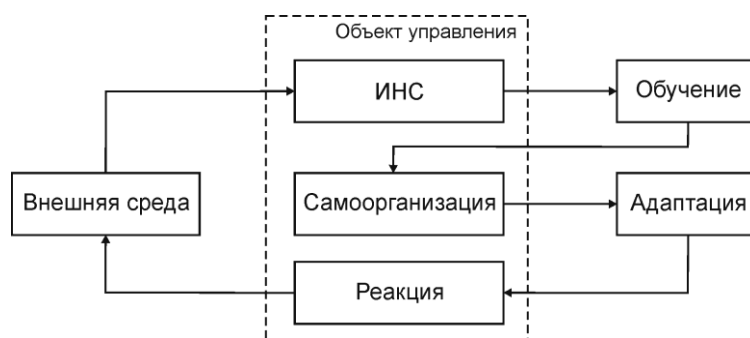 Объект управления
ИНС
Обучение
Внешняя среда
Самоорганизация
Адаптация
Реакция